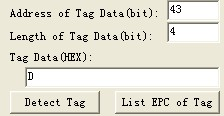 Address of Tag Data(bit): 43
Length of Tag Data(bit): 4
Tag Data(HEX):
D
Detect Tag List EPC of Tag